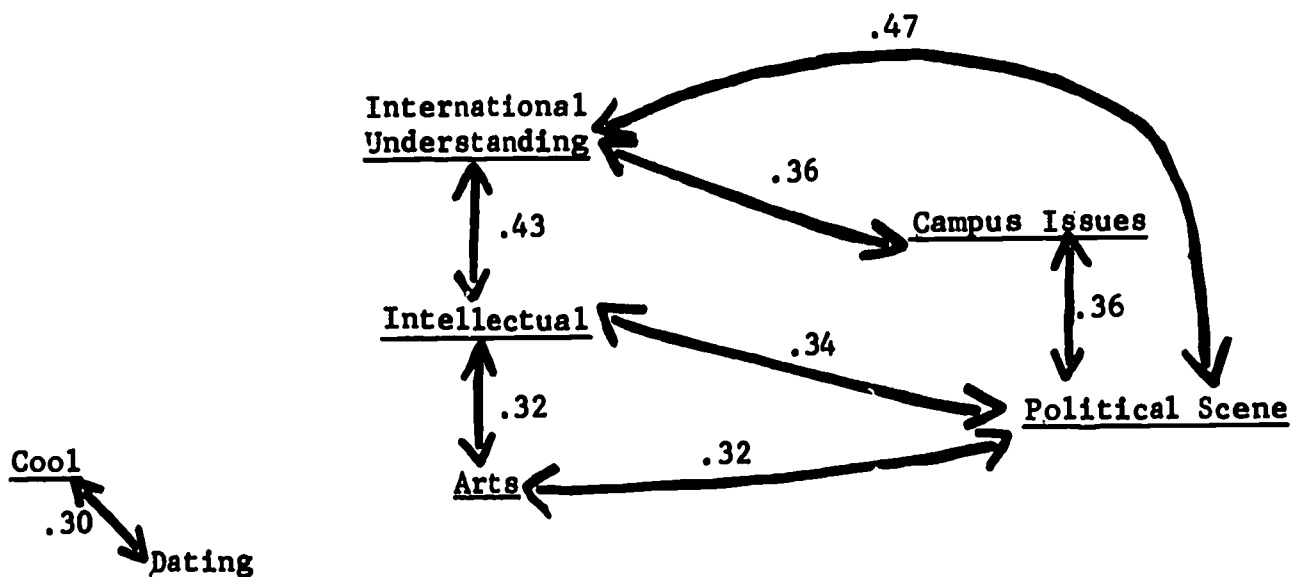 .47
International
Understanding
.36
.43
Campus Issues
.36
Intellectual
.34
.32
Political Scene
.32
Cool
Arts
.30
Dating